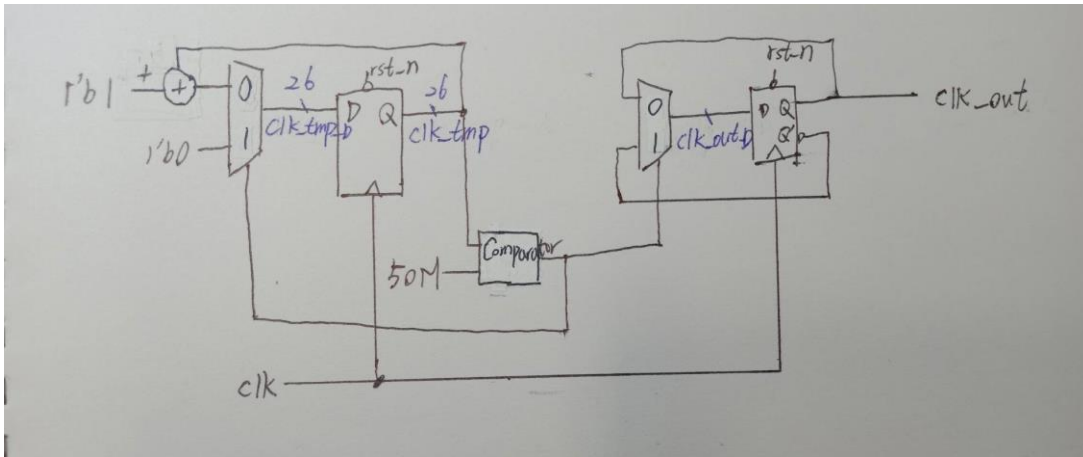 1'b1
+
+
0
1
26
clk_tmp_D
rst_n
D
Q
26
clk_tmp
1'b0
Comparator
50M
clk
0
1
clk_out_D
rst_n
D
Q
Q'
clk_out